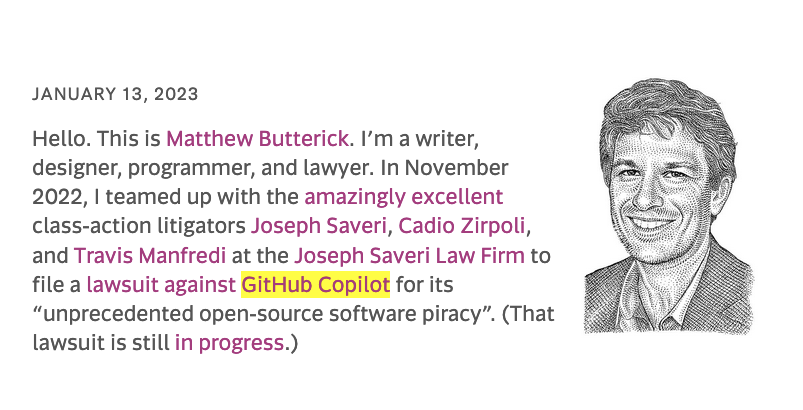 JANUARY 13, 2023
Hello. This is Matthew Butterick. I’m a writer,
designer, programmer, and lawyer. In November
2022, I teamed up with the amazingly excellent
class-action litigators Joseph Saveri, Cadio Zirpoli,
and Travis Manfredi at the Joseph Saveri Law Firm to
file a lawsuit against GitHub Copilot for its
“unprecedented open-source software piracy”. (That
lawsuit is still in progress.)